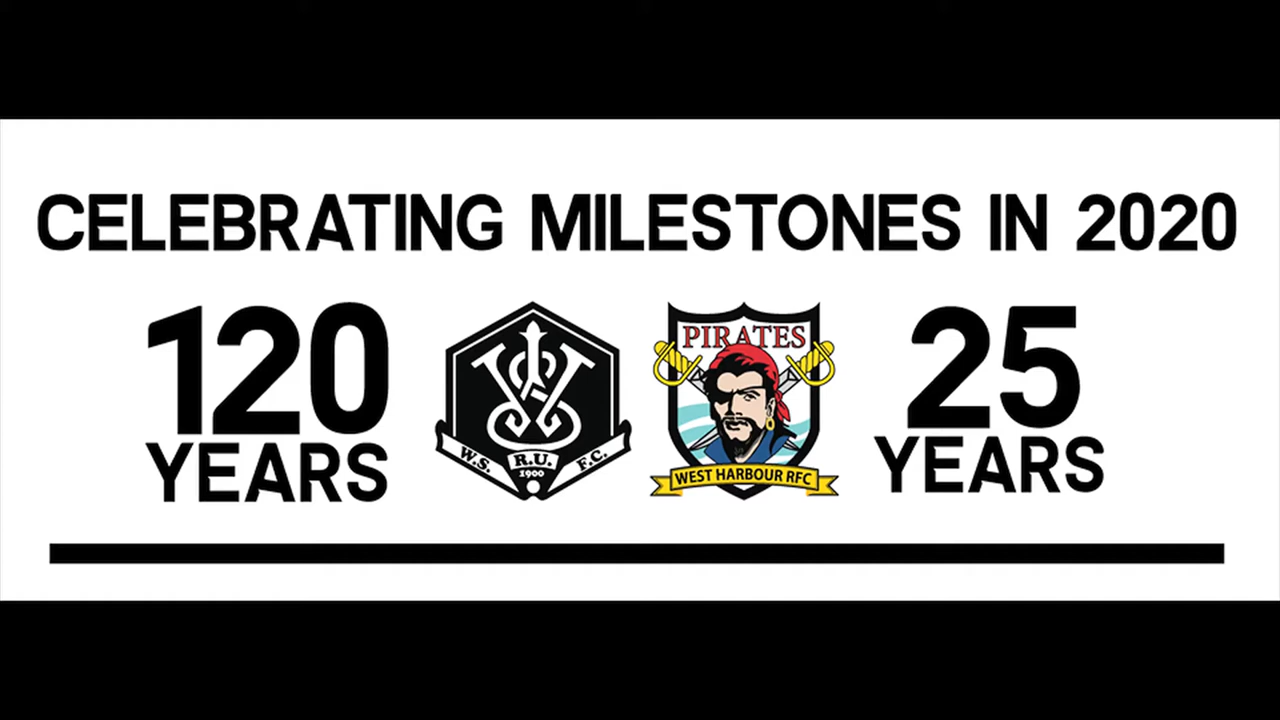 CELEBRATING MILESTONES IN 2020
120
YEARS
W.S. R.U. F.C.
1900
PIRATES
WEST HARBOUR RFC
25
YEARS